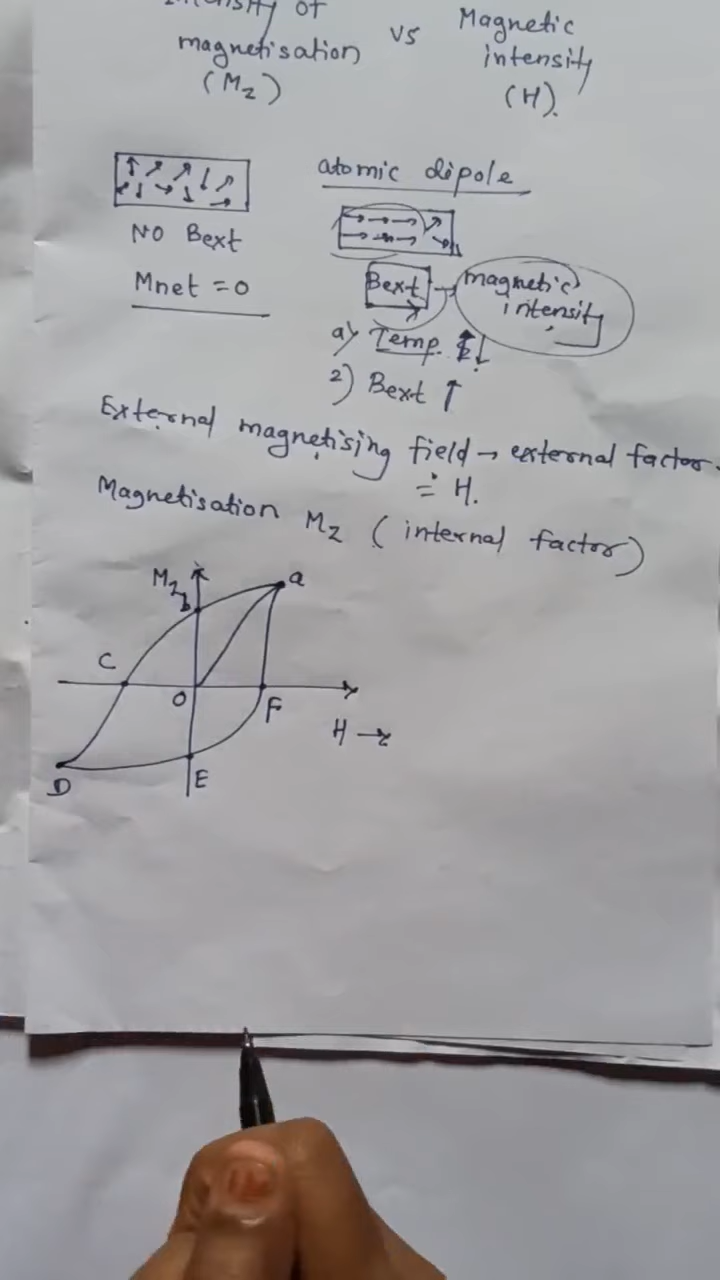 of
magnetisation
(Mz)
vs
Magnetic
intensity
(H).
NO Bext
Mnet = 0
atomic dipole
Bext → magnetic
intensity
a) Temp. ↓
2) Bext ↑
External magnetising field → external factor.
= H.
Magnetisation Mz (internal factor)
Mz
b
a
C
O
F
H →
D
E